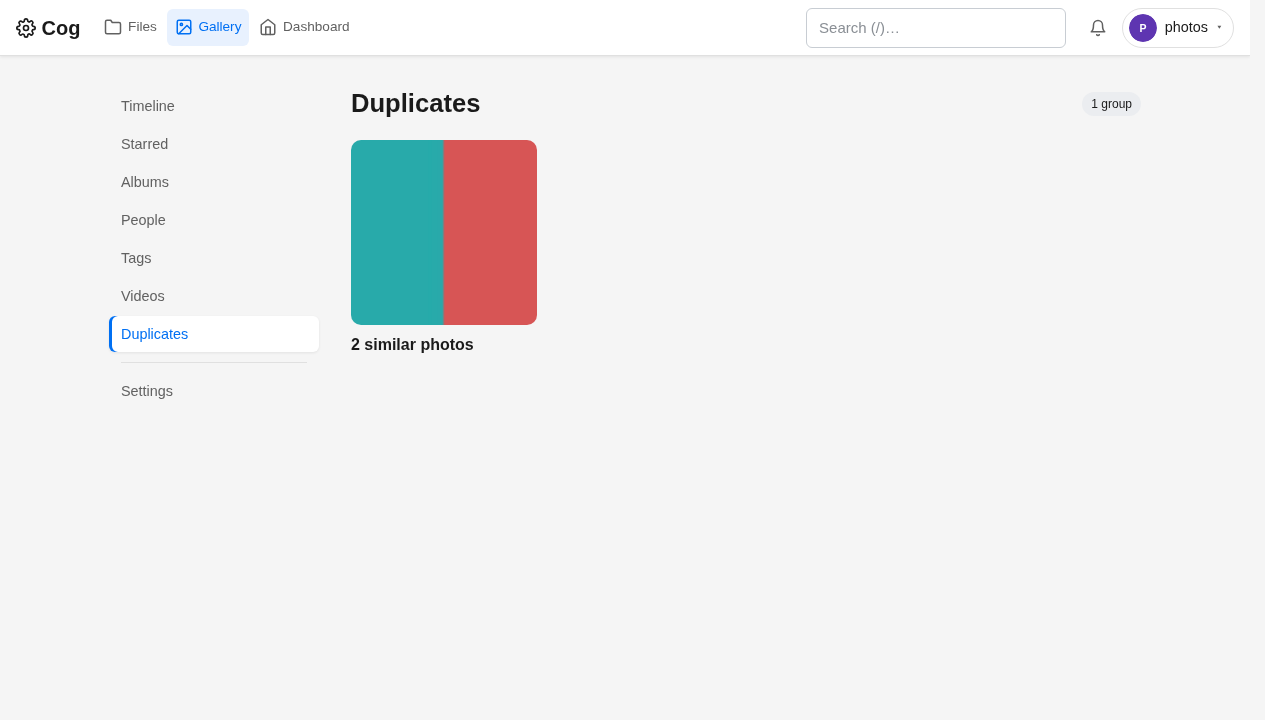 Cog
Files
Gallery
Dashboard
Search (/)…
P
photos
Timeline
Starred
Albums
People
Tags
Videos
Duplicates
Settings
Duplicates
1 group
2 similar photos